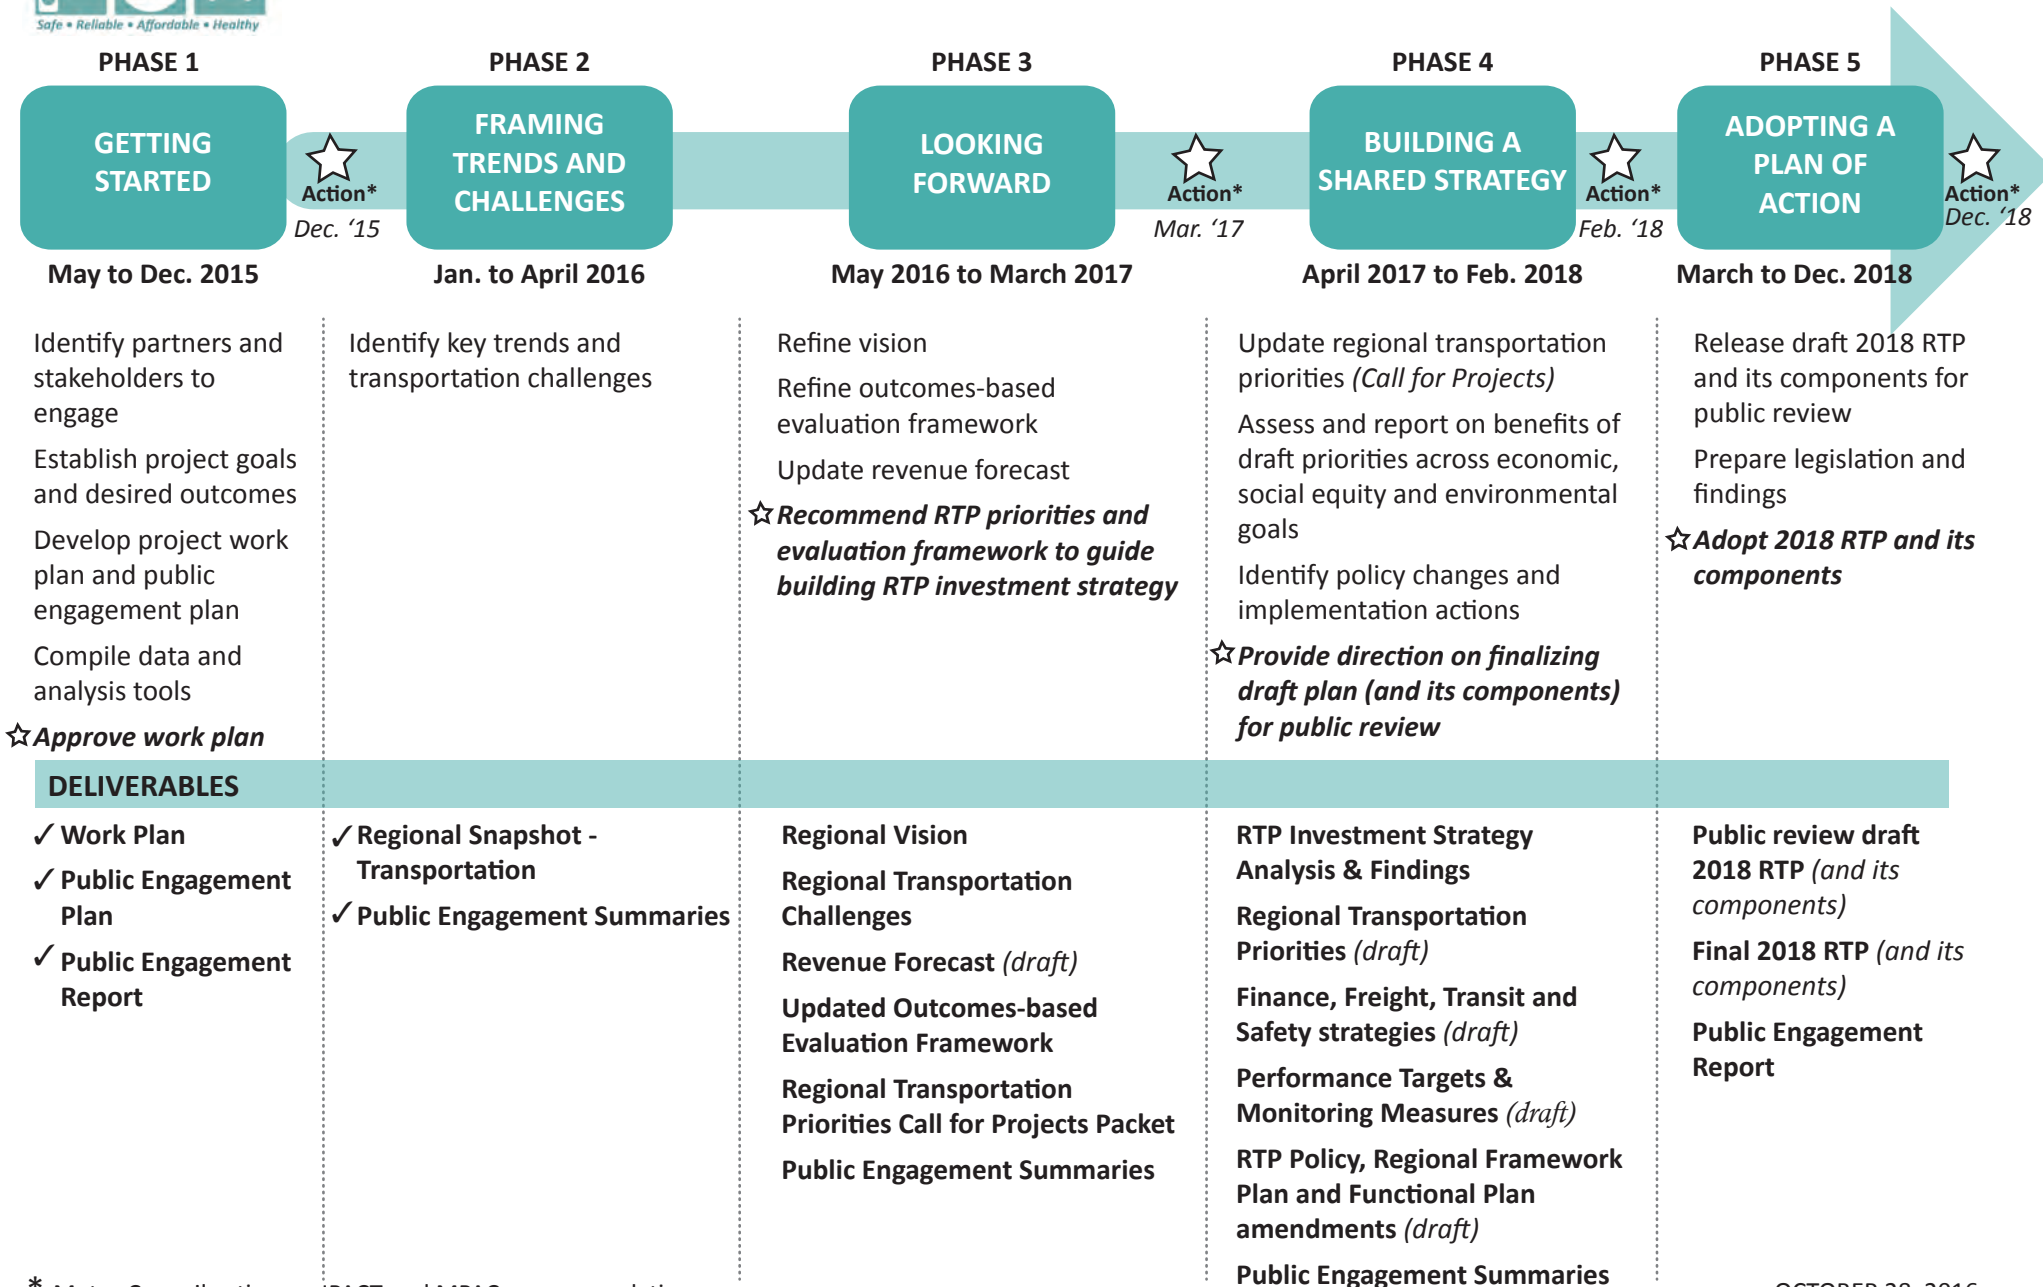 Safe • Reliable • Affordable • Healthy
PHASE 1
GETTING
STARTED
May to Dec. 2015
Action*
Dec. ‘15
PHASE 2
FRAMING
TRENDS AND
CHALLENGES
Jan. to April 2016
PHASE 3
LOOKING
FORWARD
May 2016 to March 2017
Action*
Mar. ‘17
PHASE 4
BUILDING A
SHARED STRATEGY
April 2017 to Feb. 2018
Action*
Feb. ‘18
PHASE 5
ADOPTING A
PLAN OF
ACTION
March to Dec. 2018
Action*
Dec. ‘18
Identify partners and
stakeholders to
engage
Establish project goals
and desired outcomes
Develop project work
plan and public
engagement plan
Compile data and
analysis tools
Approve work plan
Identify key trends and
transportation challenges
Refine vision
Refine outcomes-based
evaluation framework
Update revenue forecast
Recommend RTP priorities and
evaluation framework to guide
building RTP investment strategy
Update regional transportation
priorities (Call for Projects)
Assess and report on benefits of
draft priorities across economic,
social equity and environmental
goals
Identify policy changes and
implementation actions
Provide direction on finalizing
draft plan (and its components)
for public review
Release draft 2018 RTP
and its components for
public review
Prepare legislation and
findings
Adopt 2018 RTP and its
components
DELIVERABLES
✓ Work Plan
✓ Public Engagement
Plan
✓ Public Engagement
Report
✓ Regional Snapshot -
Transportation
✓ Public Engagement Summaries
Regional Vision
Regional Transportation
Challenges
Revenue Forecast (draft)
Updated Outcomes-based
Evaluation Framework
Regional Transportation
Priorities Call for Projects Packet
Public Engagement Summaries
RTP Investment Strategy
Analysis & Findings
Regional Transportation
Priorities (draft)
Finance, Freight, Transit and
Safety strategies (draft)
Performance Targets &
Monitoring Measures (draft)
RTP Policy, Regional Framework
Plan and Functional Plan
amendments (draft)
Public Engagement Summaries
Public review draft
2018 RTP (and its
components)
Final 2018 RTP (and its
components)
Public Engagement
Report